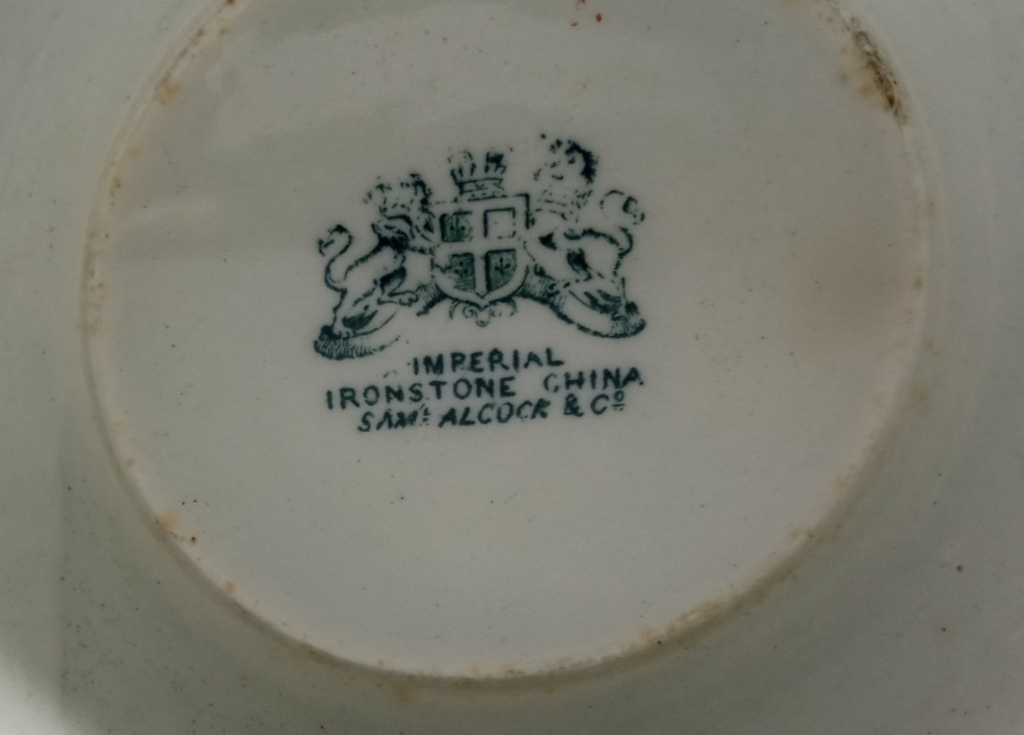 IMPERIAL
IRONSTONE CHINA
SAML ALCOCK & Cº